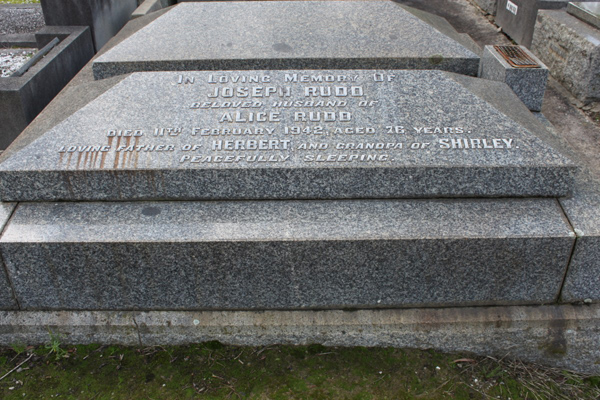 IN LOVING MEMORY OF
JOSEPH RUDD,
BELOVED HUSBAND OF
ALICE RUDD
DIED 11TH FEBRUARY 1942, AGED 76 YEARS.
LOVING FATHER OF HERBERT, AND GRANDPA OF SHIRLEY.
PEACEFULLY SLEEPING.